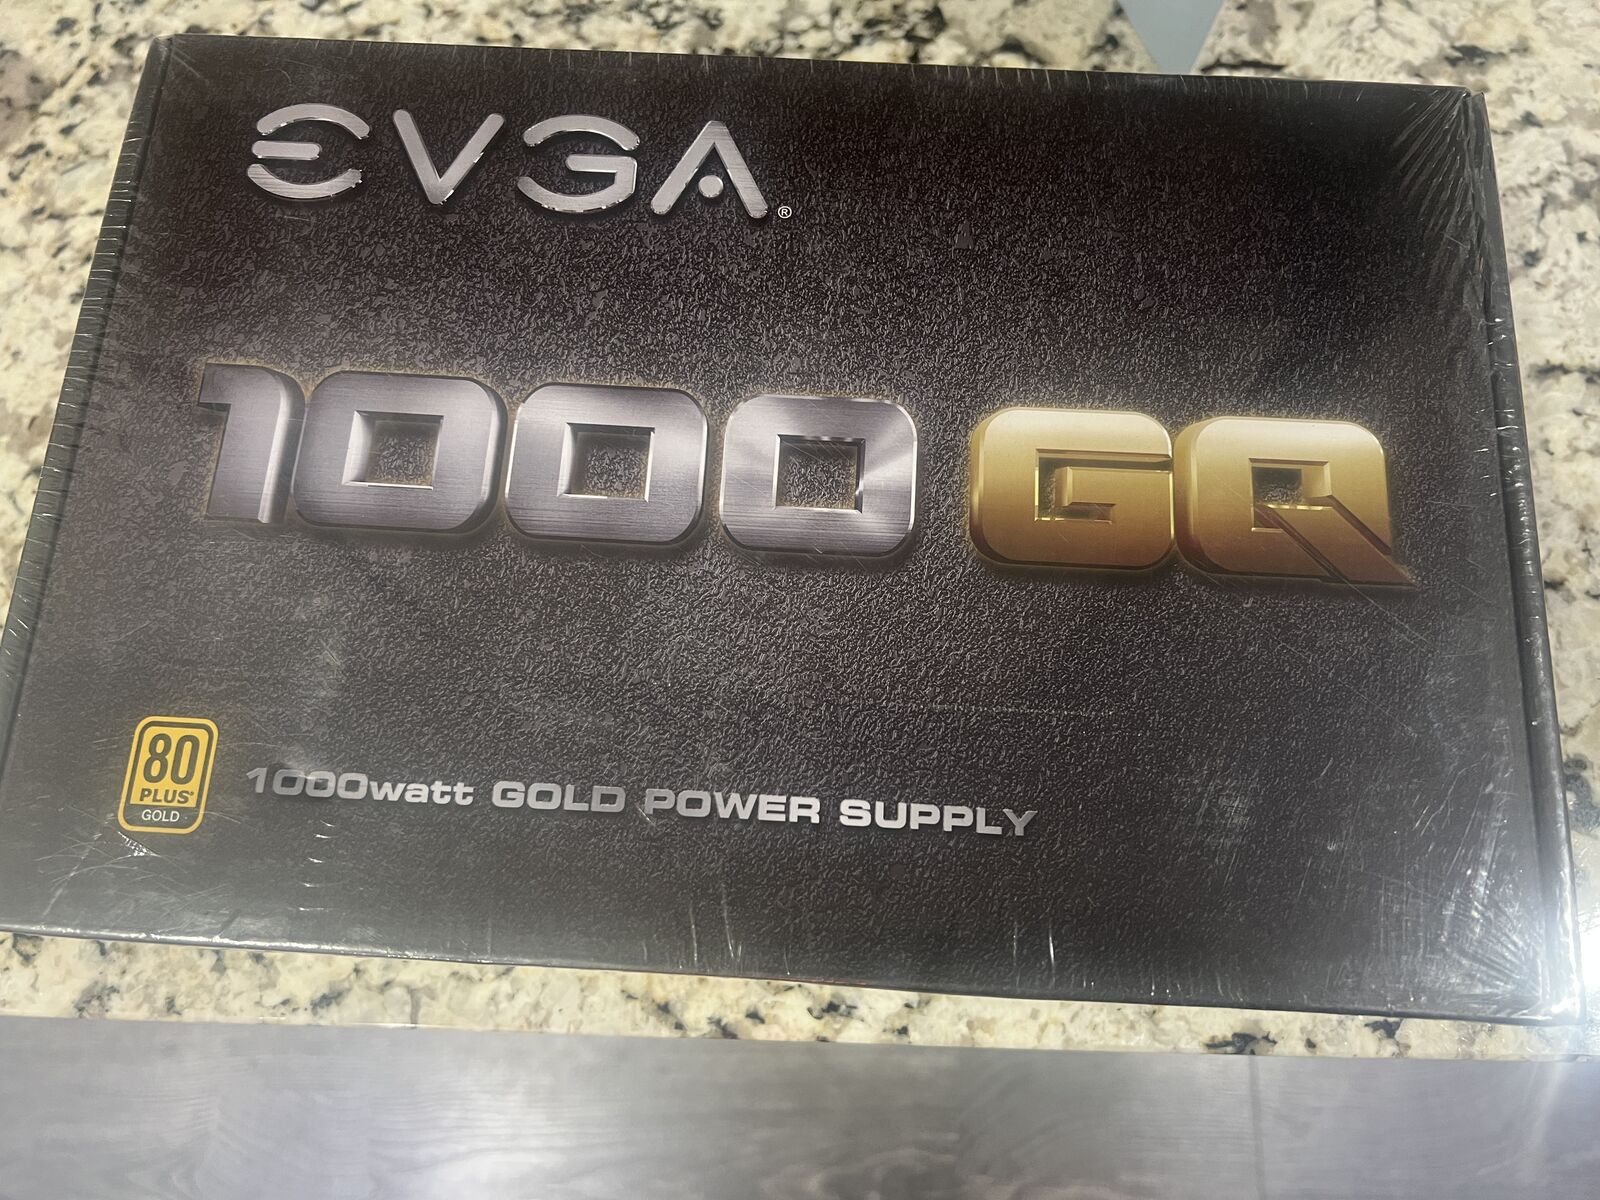 EVGA®
1000 GQ
80
PLUS®
GOLD
1000watt GOLD POWER SUPPLY